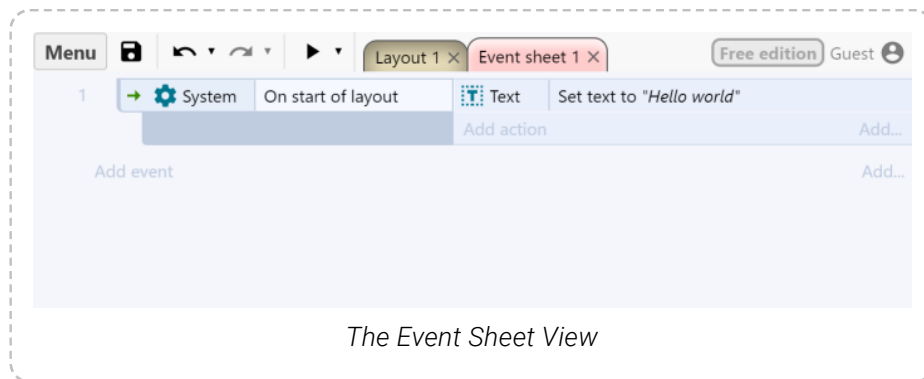 Menu Layout 1 Event sheet 1 Free edition Guest
1 System On start of layout Text Set text to "Hello world"
Add action Add...
Add event Add...
The Event Sheet View